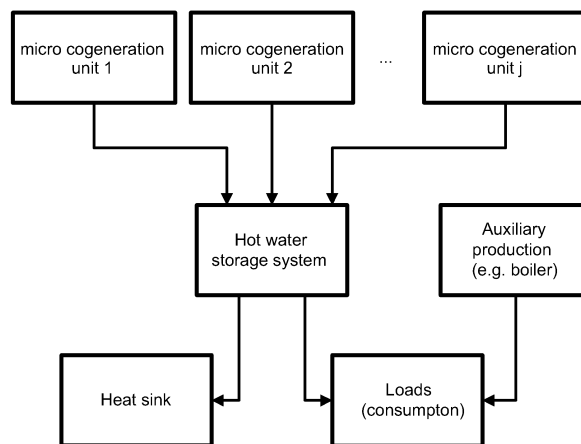 micro cogeneration
unit 1
micro cogeneration
unit 2
...
micro cogeneration
unit j
Hot water
storage system
Auxiliary
production
(e.g. boiler)
Heat sink
Loads
(consumpton)